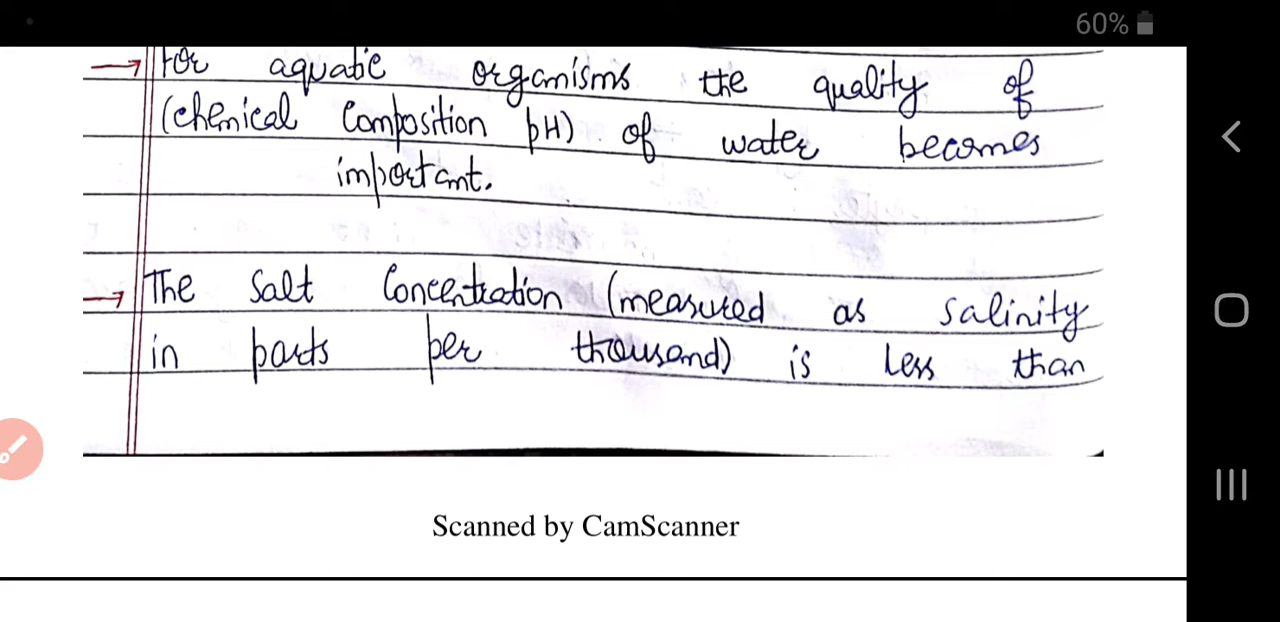 60%
→ For aquatic organisms the quality of
(chemical Composition pH) of water becomes
important.
→ The Salt Concentration (measured as salinity
in parts per thousand) is less than
Scanned by CamScanner